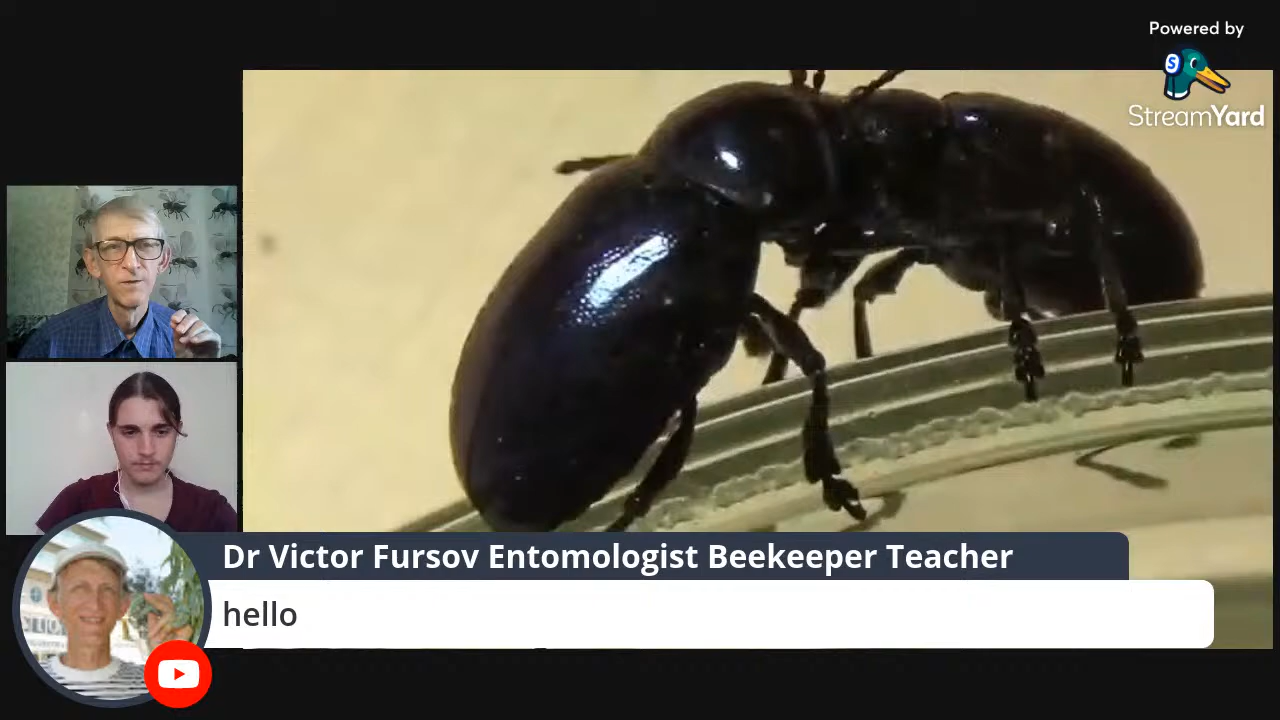 Powered by
StreamYard
Dr Victor Fursov Entomologist Beekeeper Teacher
hello